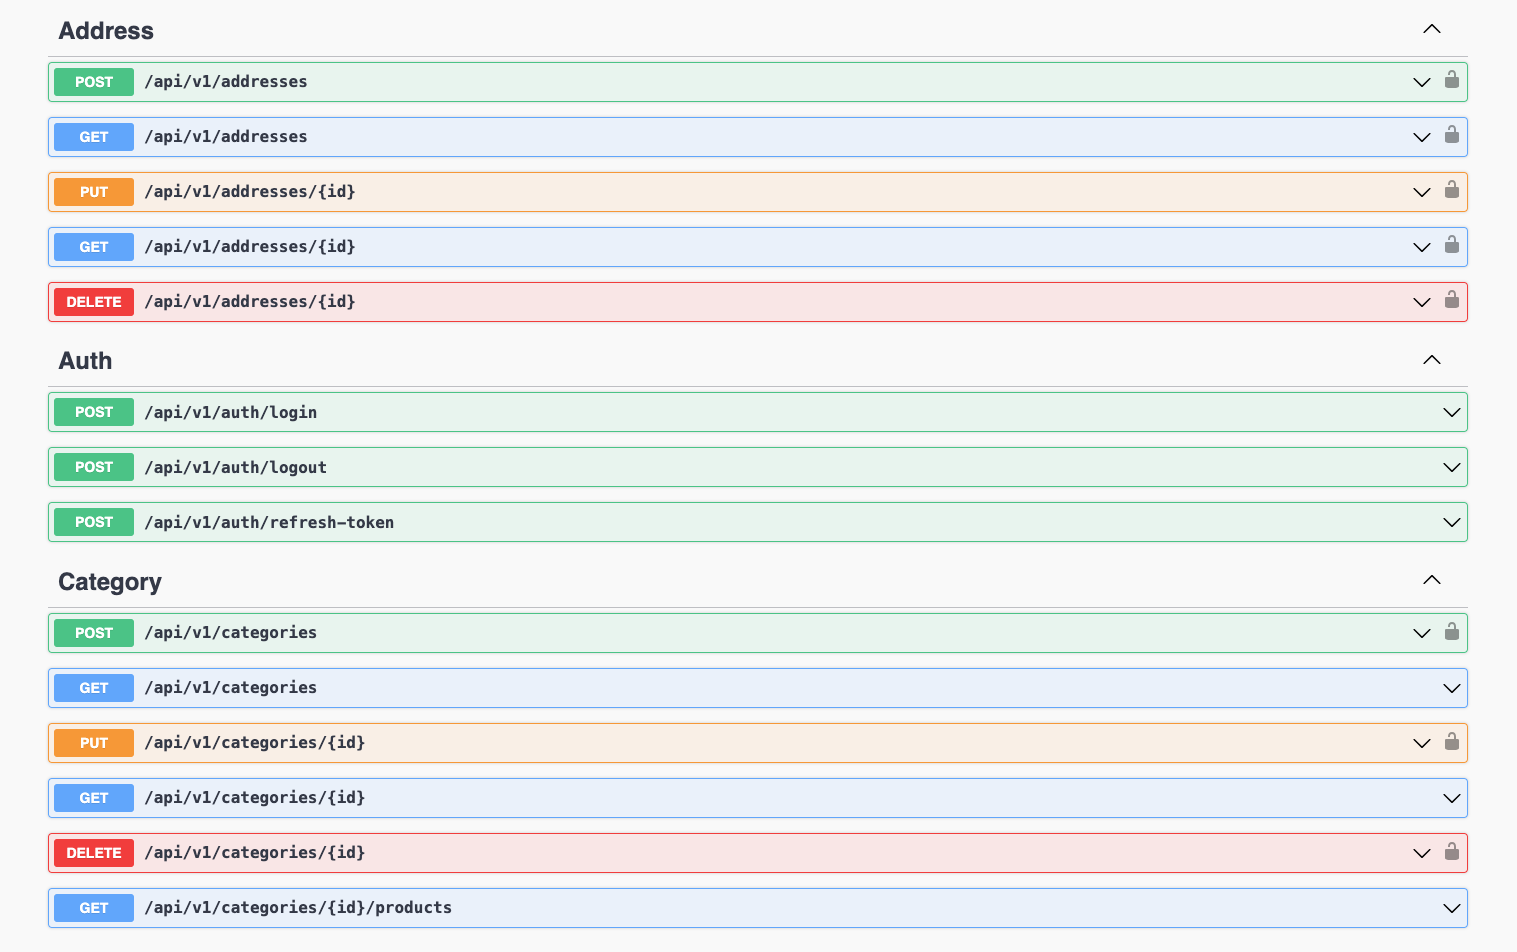 Address
POST /api/v1/addresses
GET /api/v1/addresses
PUT /api/v1/addresses/{id}
GET /api/v1/addresses/{id}
DELETE /api/v1/addresses/{id}
Auth
POST /api/v1/auth/login
POST /api/v1/auth/logout
POST /api/v1/auth/refresh-token
Category
POST /api/v1/categories
GET /api/v1/categories
PUT /api/v1/categories/{id}
GET /api/v1/categories/{id}
DELETE /api/v1/categories/{id}
GET /api/v1/categories/{id}/products